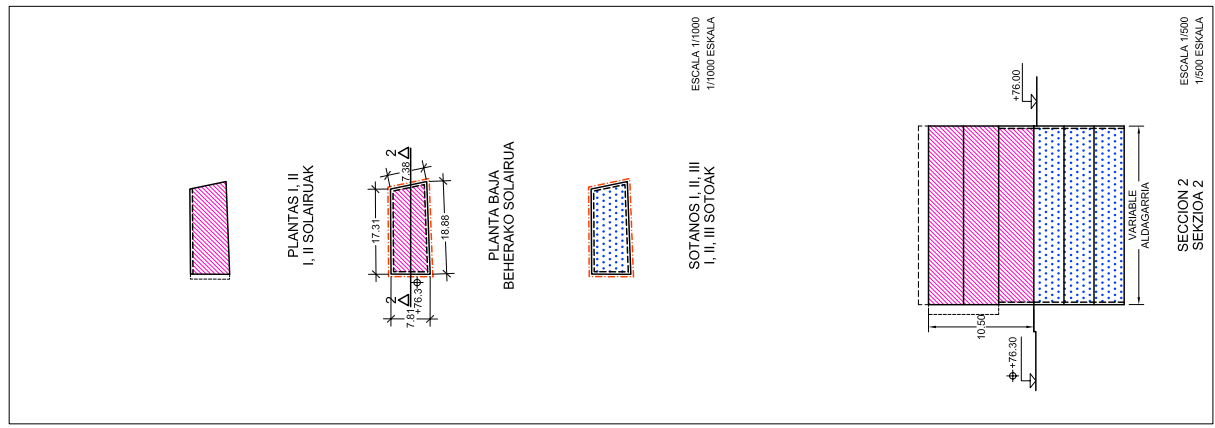 PLANTAS I, II
I, II SOLAIRUAK
2
7.38
17.31
18.88
2
+76.3
7.81
PLANTA BAJA
BEHERAKO SOLAIRUA
ESCALA 1/1000
1/1000 ESKALA
SOTANOS I, II, III
I, II, III SOTOAK
+76.00
10.50
+76.30
VARIABLE
ALDAGARRIA
ESCALA 1/500
1/500 ESKALA
SECCION 2
SEKZIOA 2